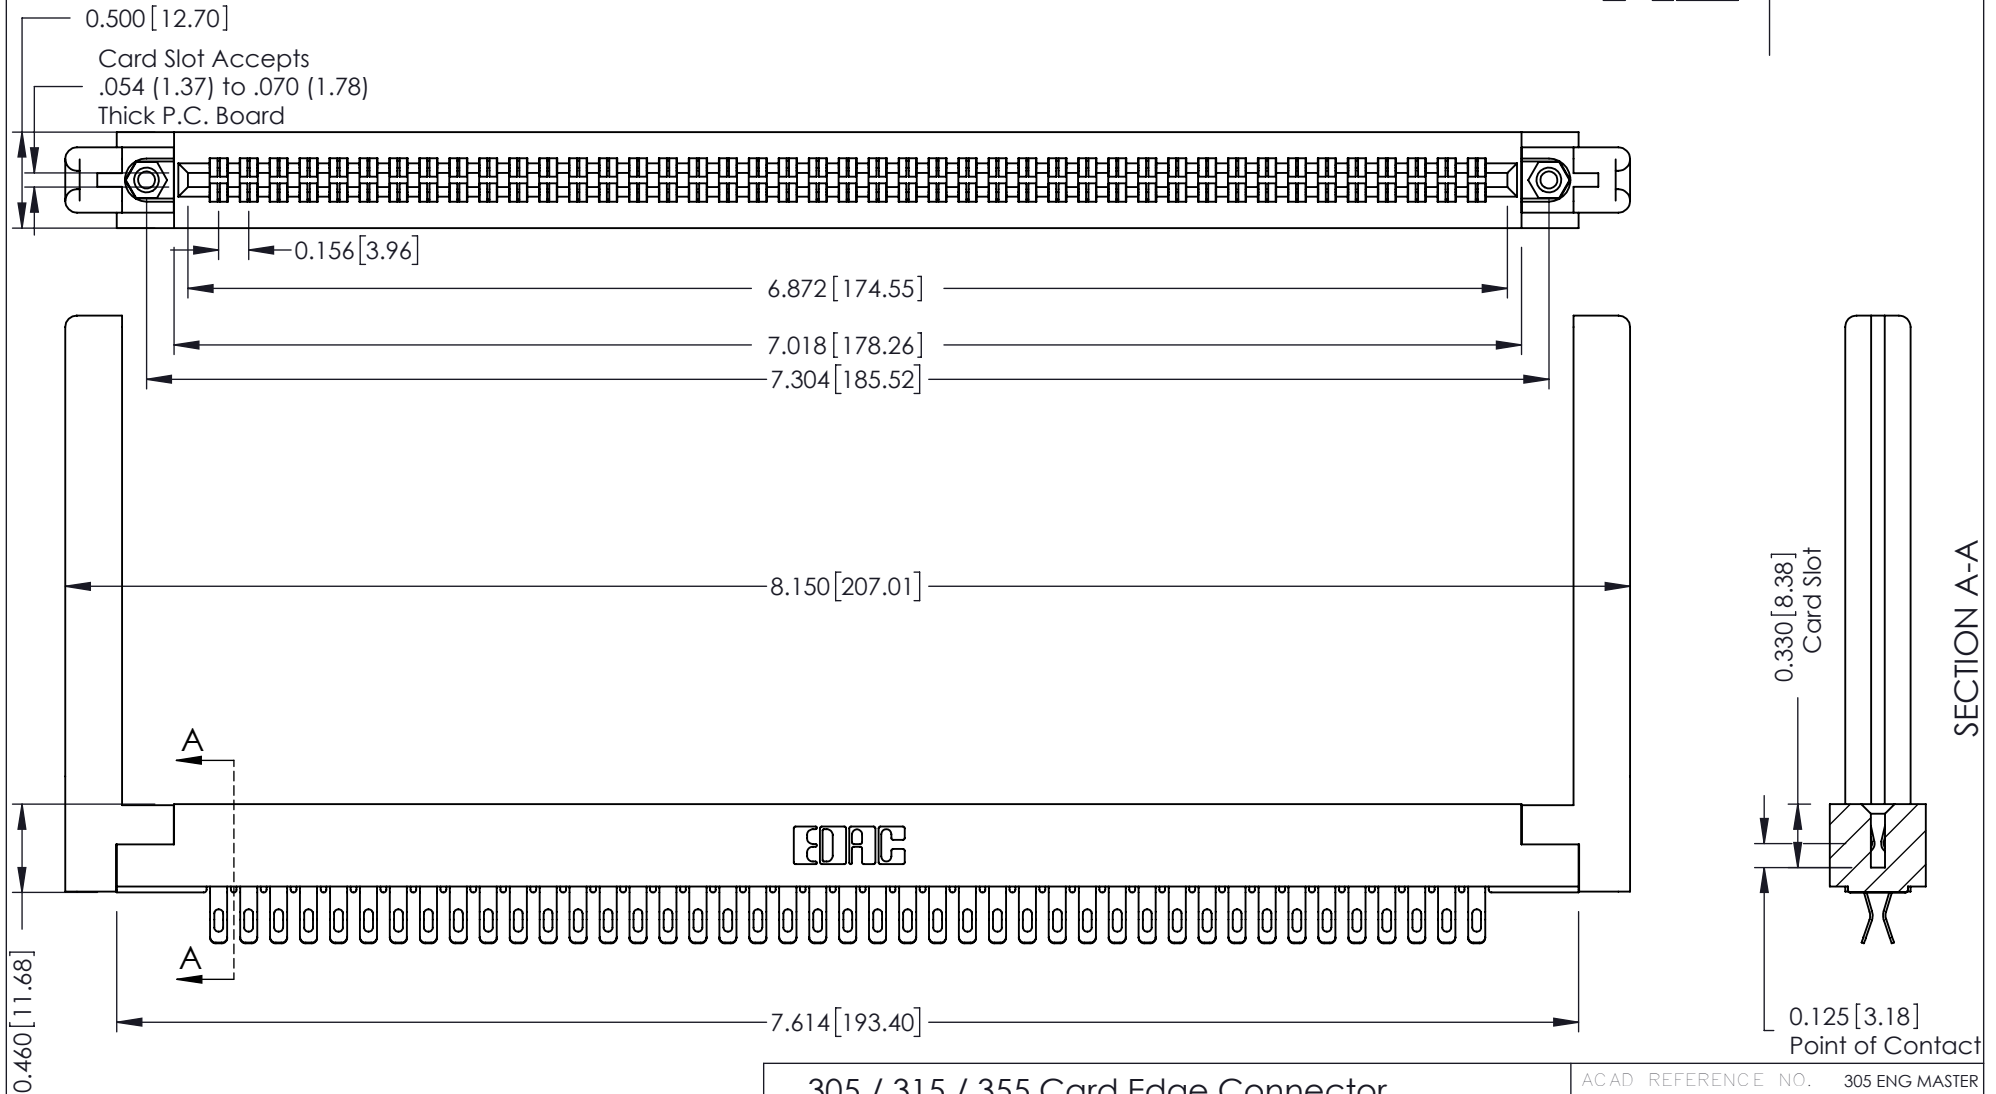 0.500[12.70]
Card Slot Accepts
.054 (1.37) to .070 (1.78)
Thick P.C. Board
0.156[3.96]
6.872[174.55]
7.018[178.26]
7.304[185.52]
8.150[207.01]
0.330[8.38]
Card Slot
SECTION A-A
A
EDAC
A
0.460[11.68]
7.614[193.40]
0.125[3.18]
Point of Contact
305 / 315 / 355 Card Edge Connector
ACAD REFERENCE NO. 305 ENG MASTER